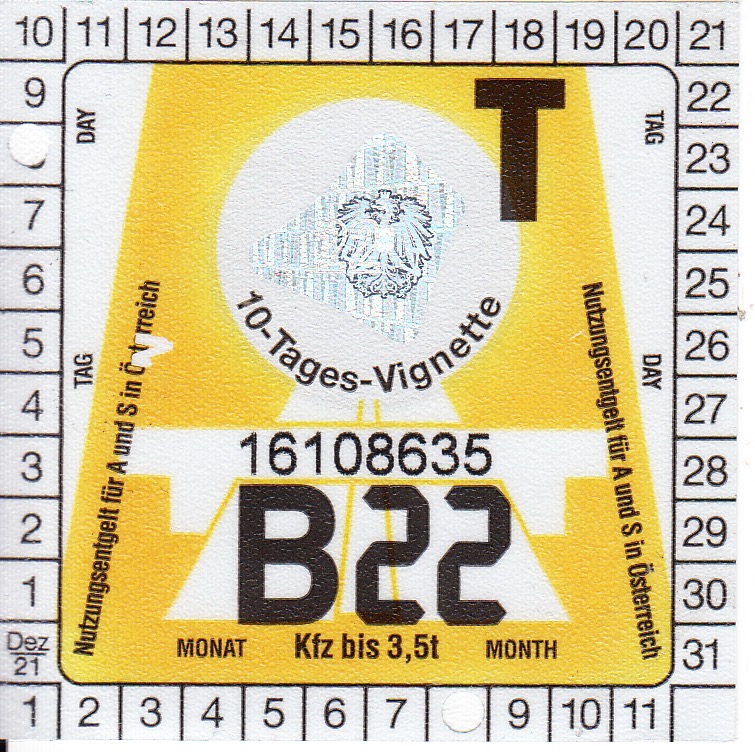 10 11 12 13 14 15 16 17 18 19 20 21
9
7
6
5
4
3
2
1
Dez
21
DAY
TAG
T
TAG
DAY
22
23
24
25
26
27
28
29
30
31
10-Tages-Vignette
Nutzungsentgelt für A und S in
Nutzungsentgelt für A und S in Österreich
16108635
B22
MONAT Kfz bis 3,5t MONTH
1 2 3 4 5 6 7 9 10 11